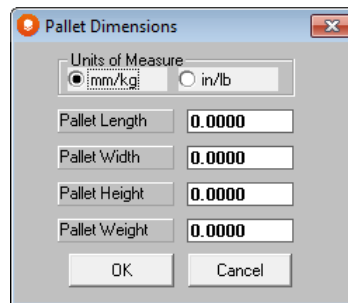 Pallet Dimensions
Units of Measure
mm/kg in/lb
Pallet Length 0.0000
Pallet Width 0.0000
Pallet Height 0.0000
Pallet Weight 0.0000
OK Cancel